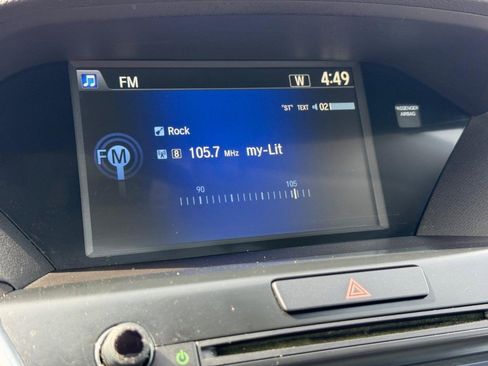 FM W 4:49
"ST" TEXT 02
PASSENGER
AIRBAG
Rock
FM
8 105.7 MHz my-Lit
90 105